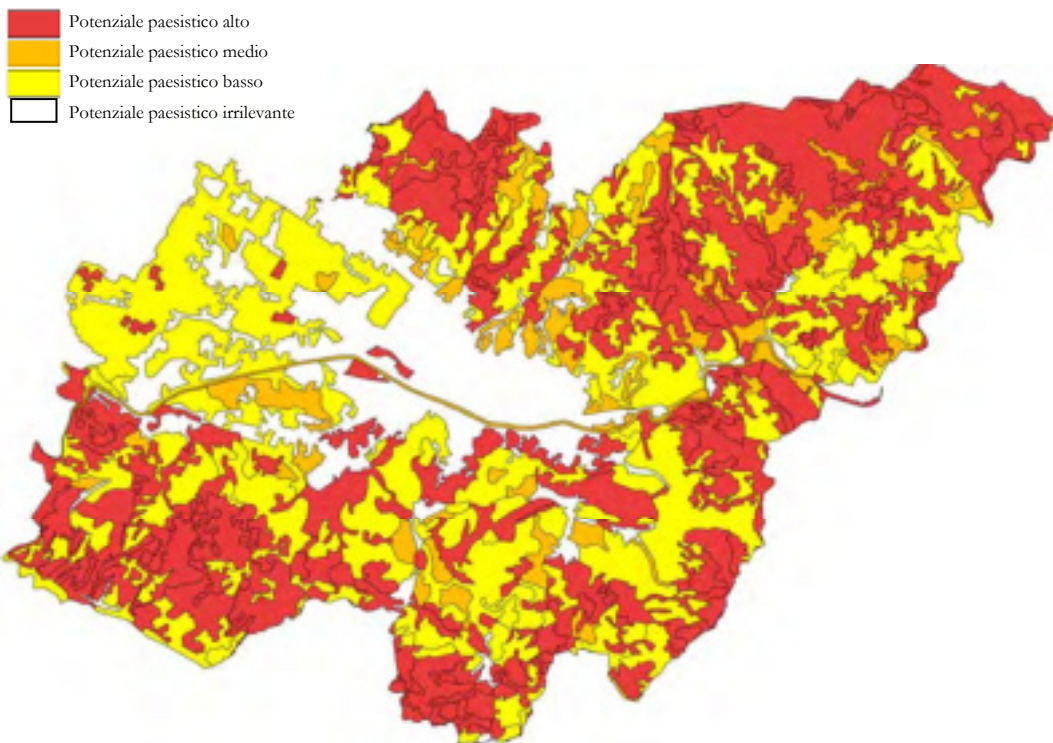 Potenziale paesistico alto
Potenziale paesistico medio
Potenziale paesistico basso
Potenziale paesistico irrilevante